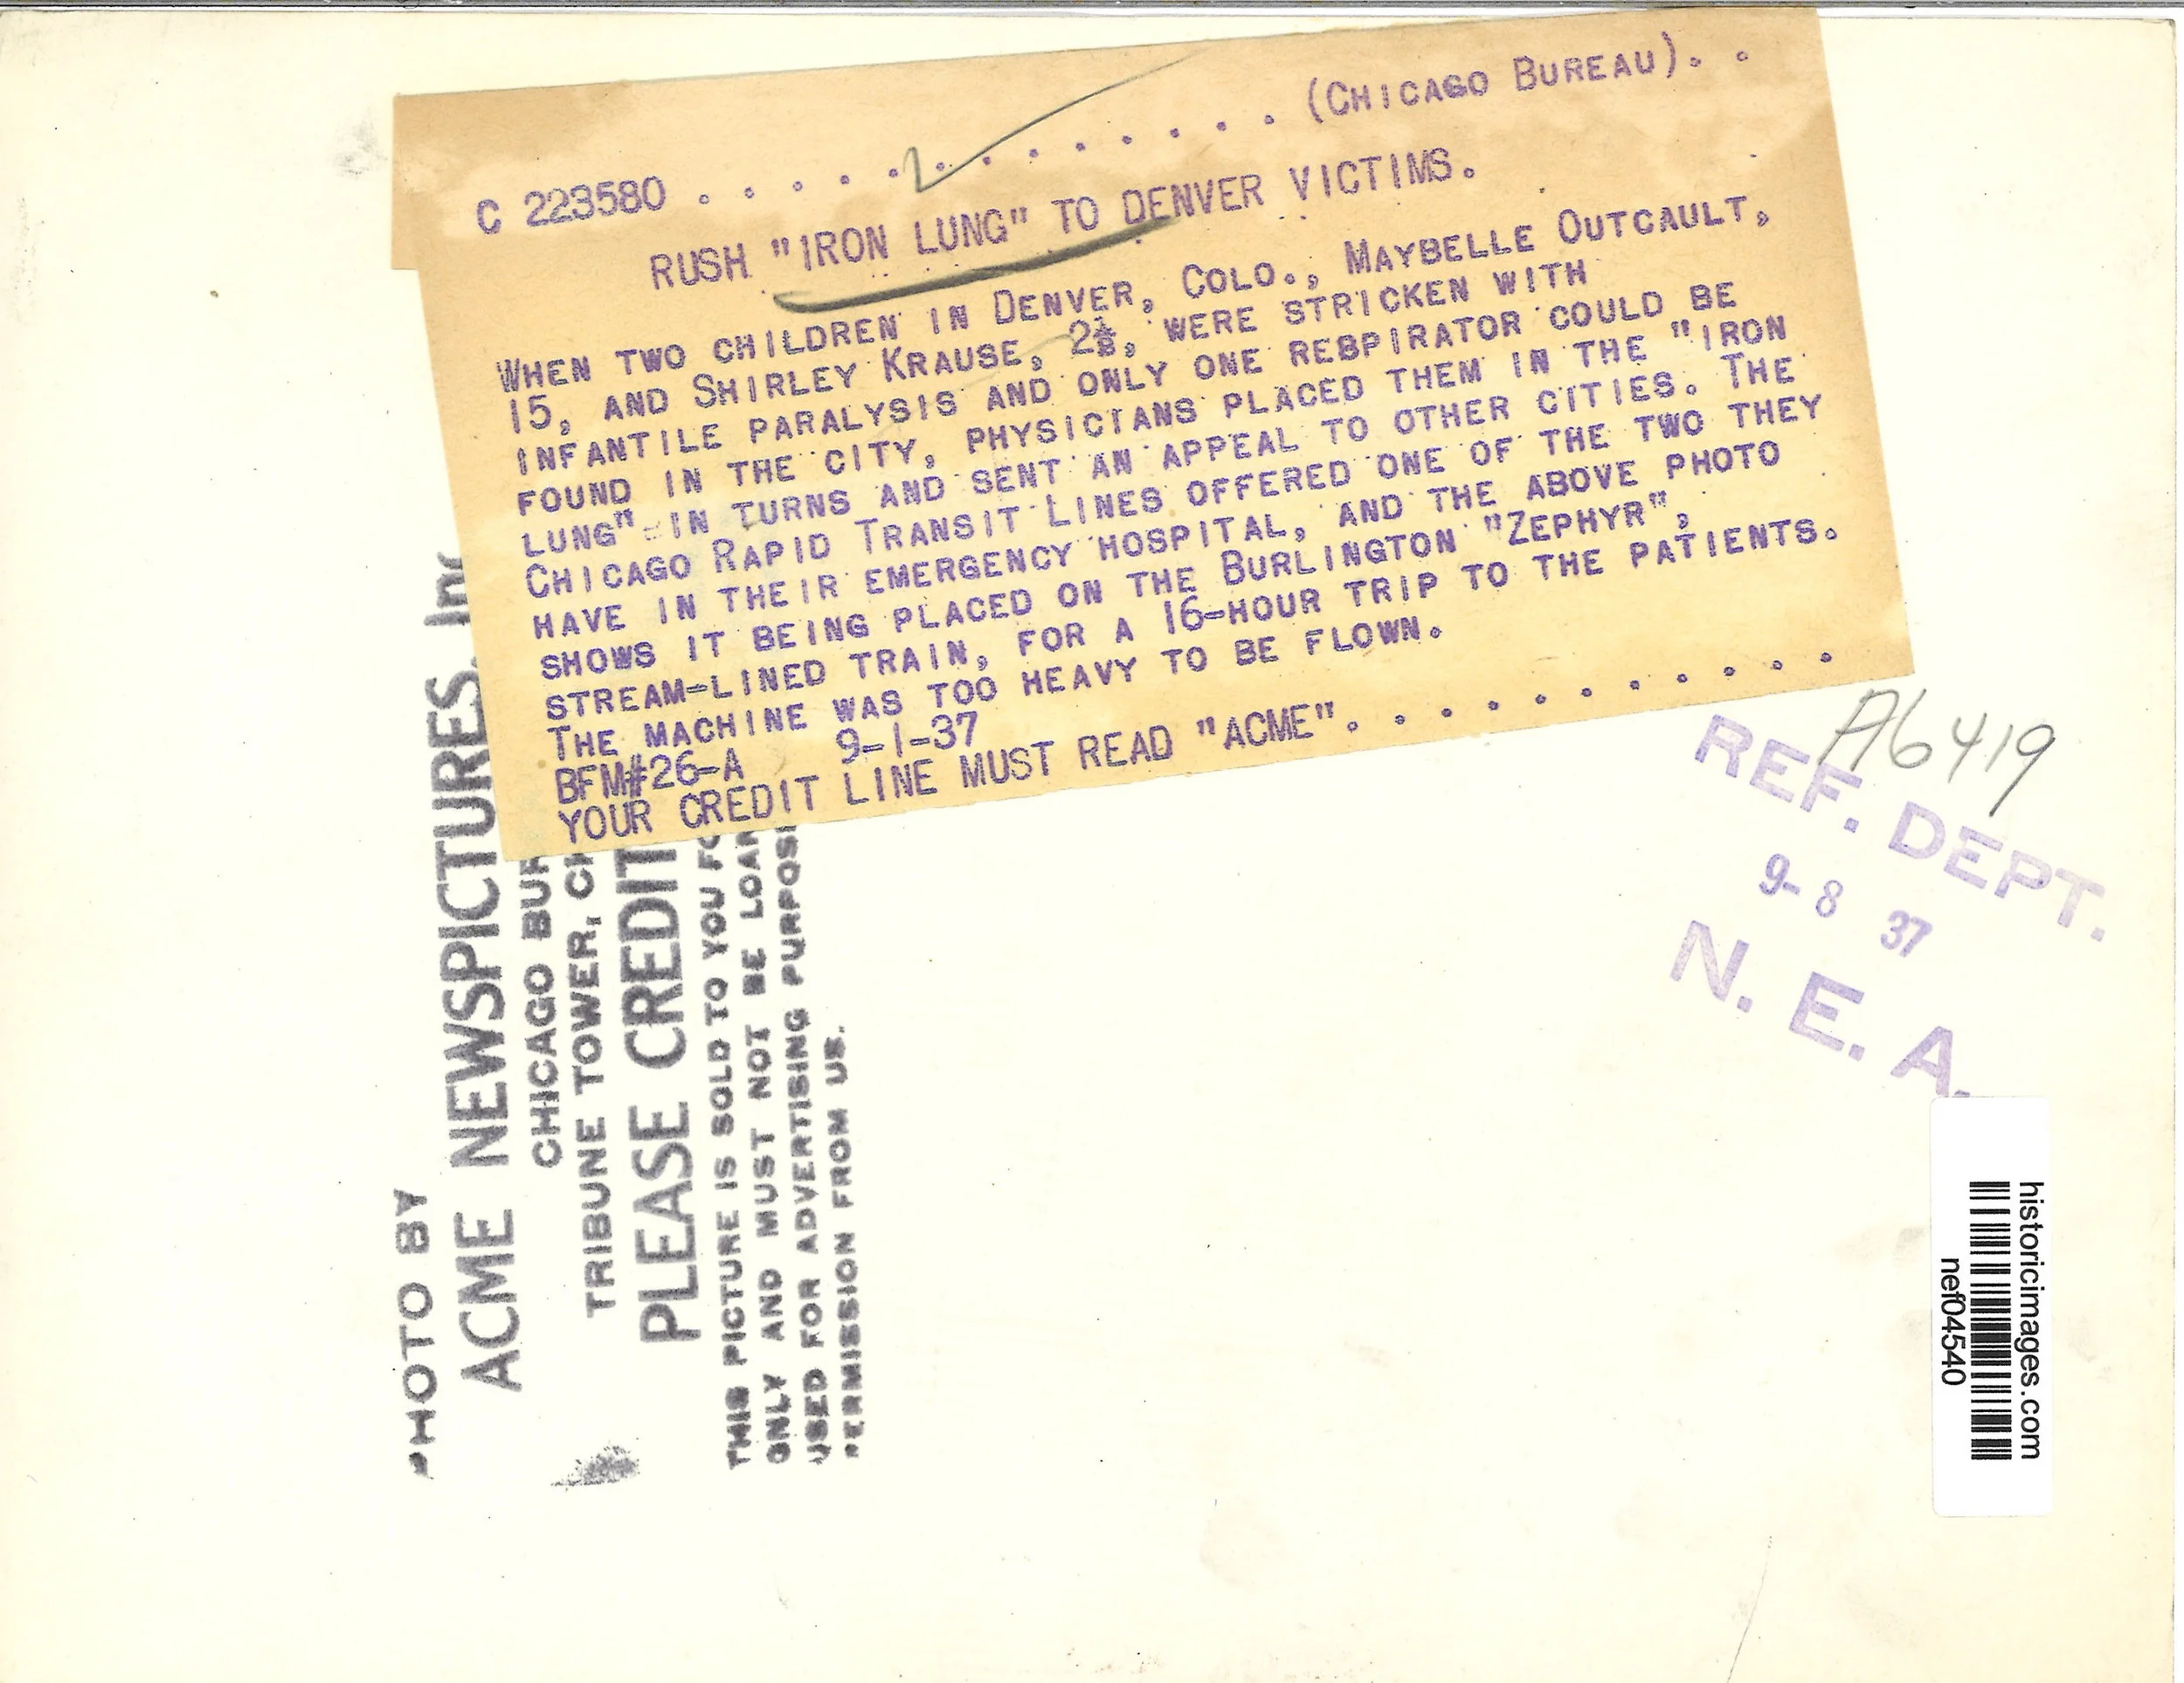 C 223580 . . . . . . . . . . . . . (CHICAGO BUREAU). .
RUSH "IRON LUNG" TO DENVER VICTIMS.
WHEN TWO CHILDREN IN DENVER, COLO., MAYBELLE OUTCAULT,
15, AND SHIRLEY KRAUSE, 2½, WERE STRICKEN WITH
INFANTILE PARALYSIS AND ONLY ONE RESPIRATOR COULD BE
FOUND IN THE CITY, PHYSICIANS PLACED THEM IN THE "IRON
LUNG" IN TURNS AND SENT AN APPEAL TO OTHER CITIES. THE
CHICAGO RAPID TRANSIT LINES OFFERED ONE OF THE TWO THEY
HAVE IN THEIR EMERGENCY HOSPITAL, AND THE ABOVE PHOTO
SHOWS IT BEING PLACED ON THE BURLINGTON "ZEPHYR",
STREAM-LINED TRAIN, FOR A 16-HOUR TRIP TO THE PATIENTS.
THE MACHINE WAS TOO HEAVY TO BE FLOWN.
BFM#26-A 9-1-37
YOUR CREDIT LINE MUST READ "ACME". . . . . . . . . . .
A6419
REF. DEPT.
9-8 37
N. E. A.
PHOTO BY
ACME NEWSPICTURES, Inc
CHICAGO BUR
TRIBUNE TOWER, CH
PLEASE CREDIT
THIS PICTURE IS SOLD TO YOU FO
ONLY AND MUST NOT BE LOAN
USED FOR ADVERTISING PURPOSE
PERMISSION FROM US.
historicimages.com
nef04540